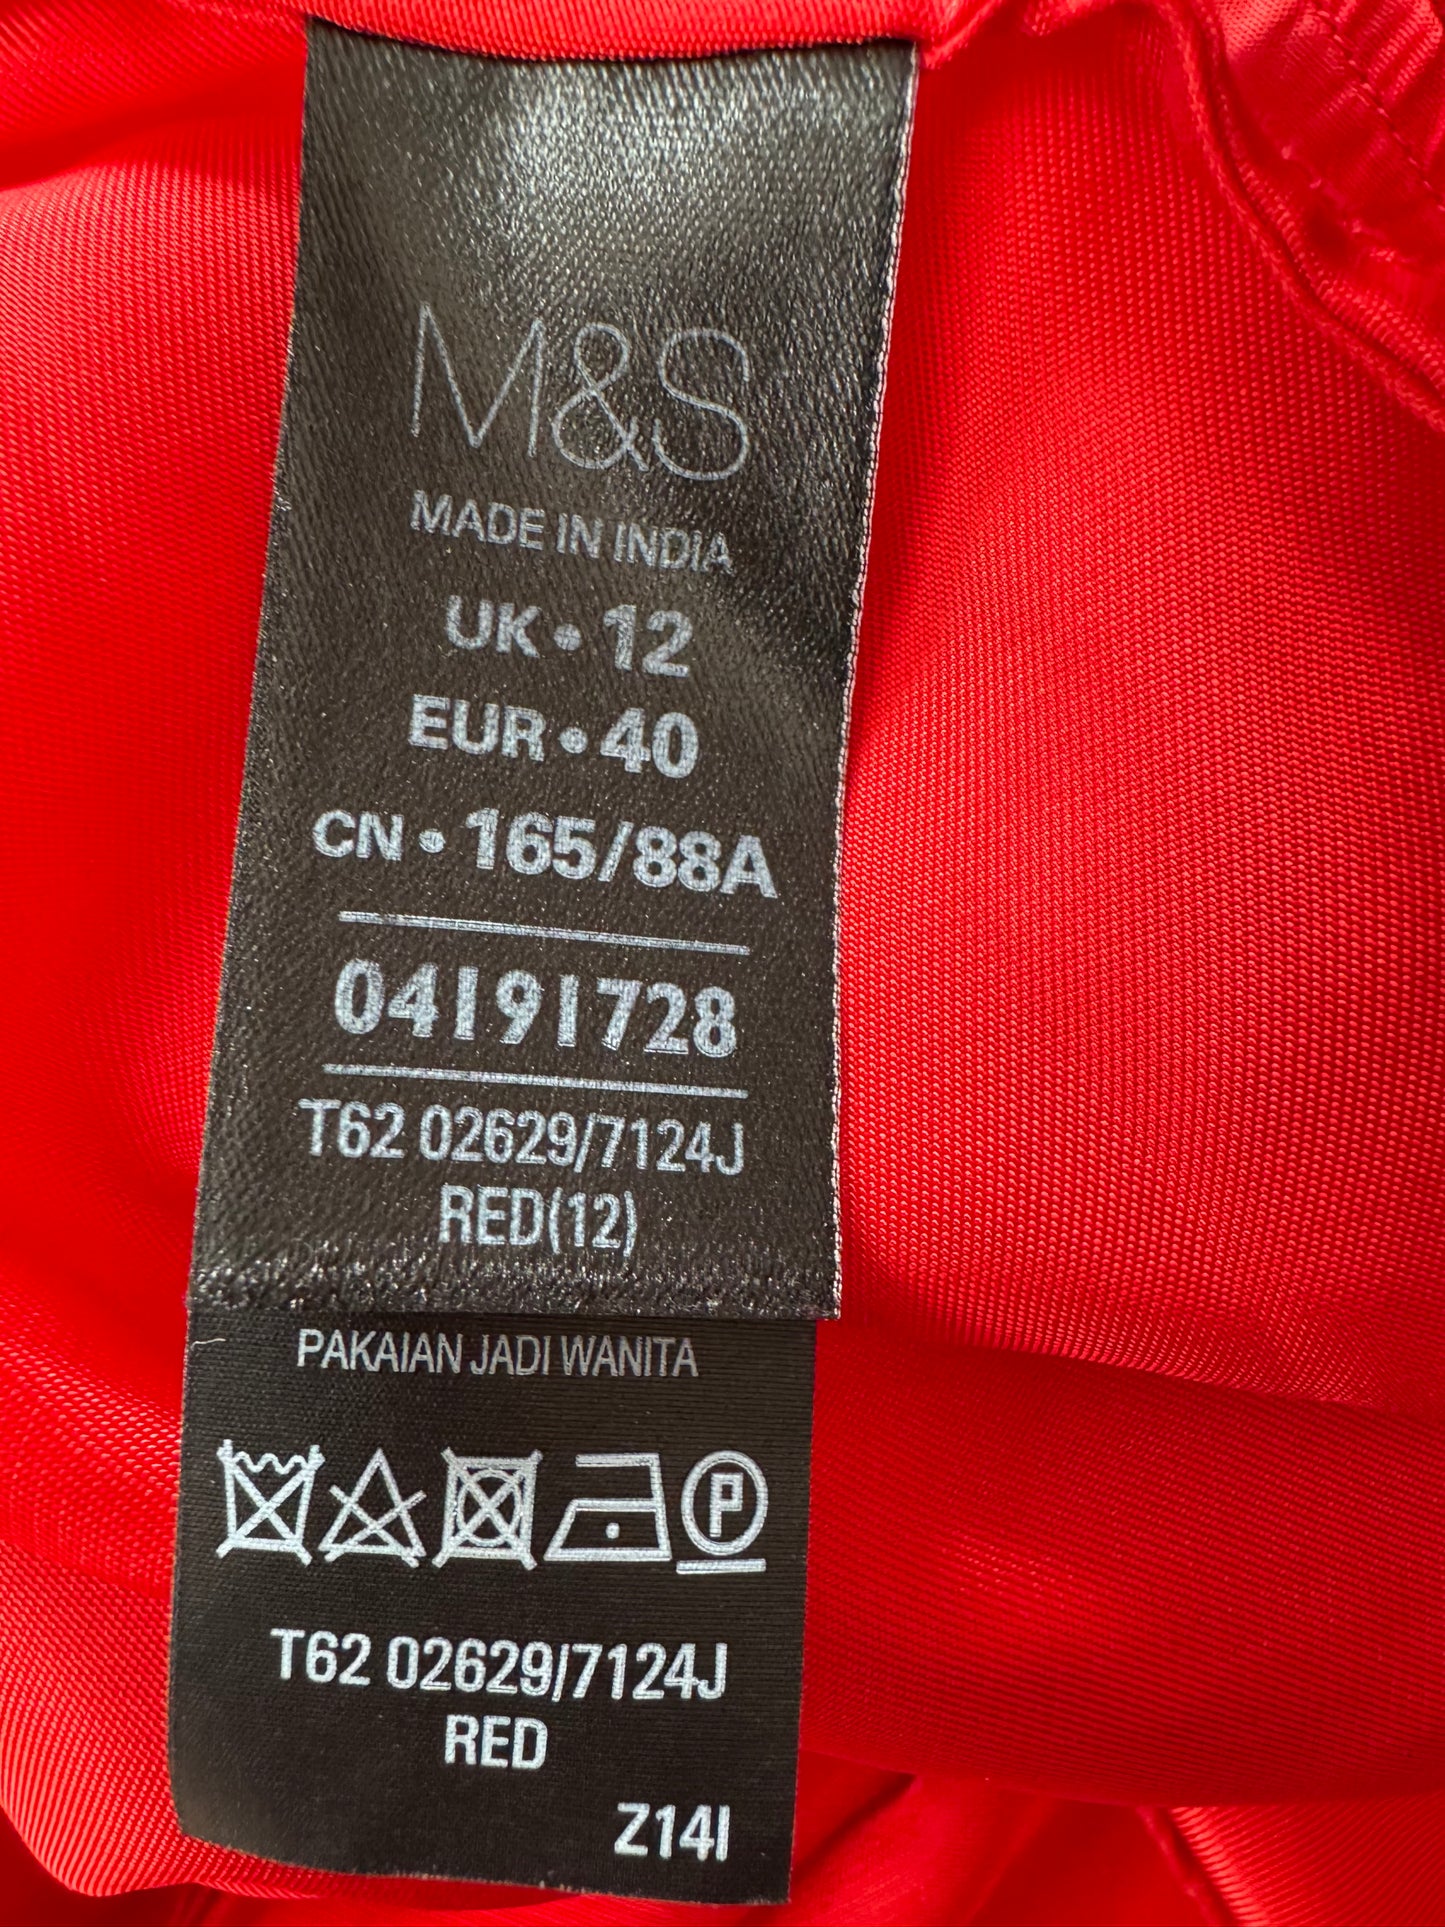 M&S
MADE IN INDIA
UK • 12
EUR • 40
CN • 165/88A
04191728
T62 02629/7124J
RED(12)
PAKAIAN JADI WANITA
P
T62 02629/7124J
RED
Z14I